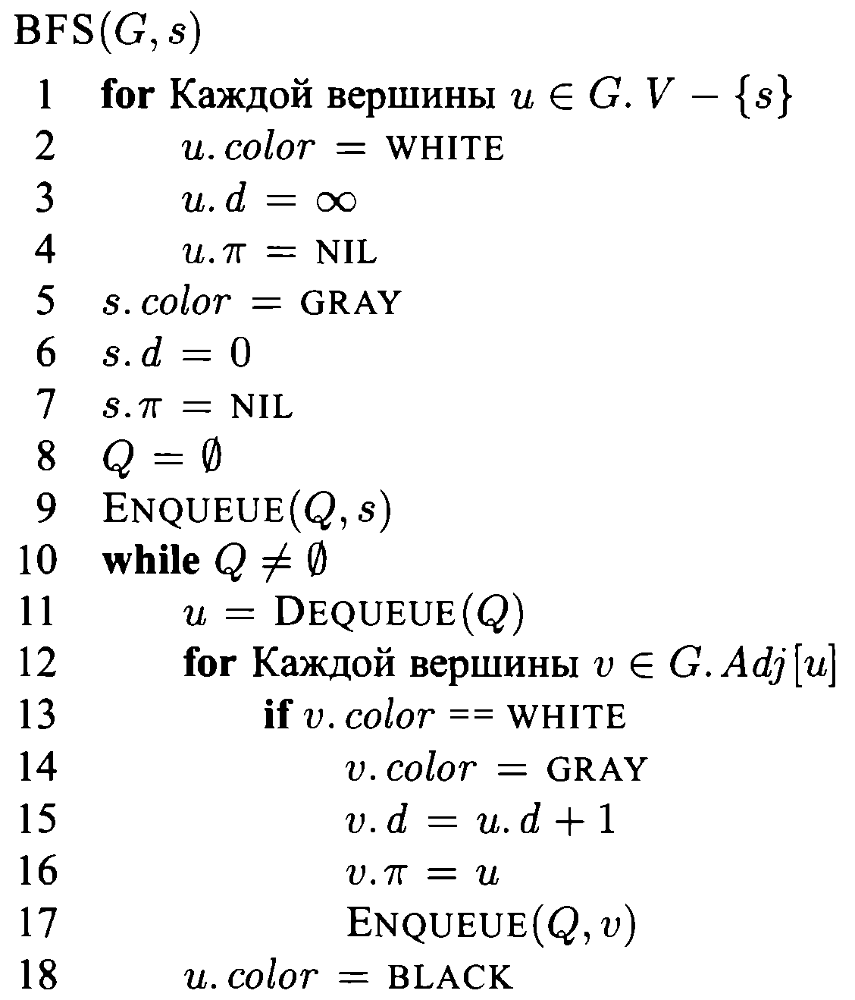 BFS(G, s)
1 for Каждой вершины u ∈ G.V − {s}
2 u.color = WHITE
3 u.d = ∞
4 u.π = NIL
5 s.color = GRAY
6 s.d = 0
7 s.π = NIL
8 Q = ∅
9 ENQUEUE(Q, s)
10 while Q ≠ ∅
11 u = DEQUEUE(Q)
12 for Каждой вершины v ∈ G.Adj[u]
13 if v.color == WHITE
14 v.color = GRAY
15 v.d = u.d + 1
16 v.π = u
17 ENQUEUE(Q, v)
18 u.color = BLACK